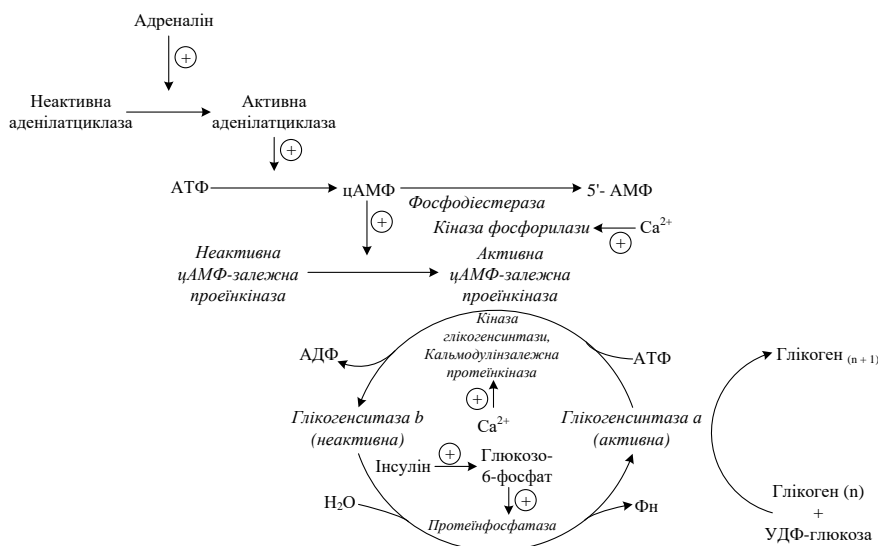 Адреналін
+
Неактивна
аденілатциклаза
Активна
аденілатциклаза
+
АТФ
цАМФ
5'- АМФ
Фосфодіестераза
+
Кіназа фосфорилази
+
Ca²⁺
Неактивна
цАМФ-залежна
проеїнкіназа
Активна
цАМФ-залежна
проеїнкіназа
Кіназа
глікогенсинтази,
Кальмодулінзалежна
протеїнкіназа
АДФ
АТФ
Глікоген (n + 1)
+
Ca²⁺
Глікогенситаза b
(неактивна)
Глікогенсинтаза а
(активна)
Інсулін
+
Глюкозо-
6-фосфат
+
H₂O
Протеїнфосфатаза
Фн
Глікоген (n)
+
УДФ-глюкоза